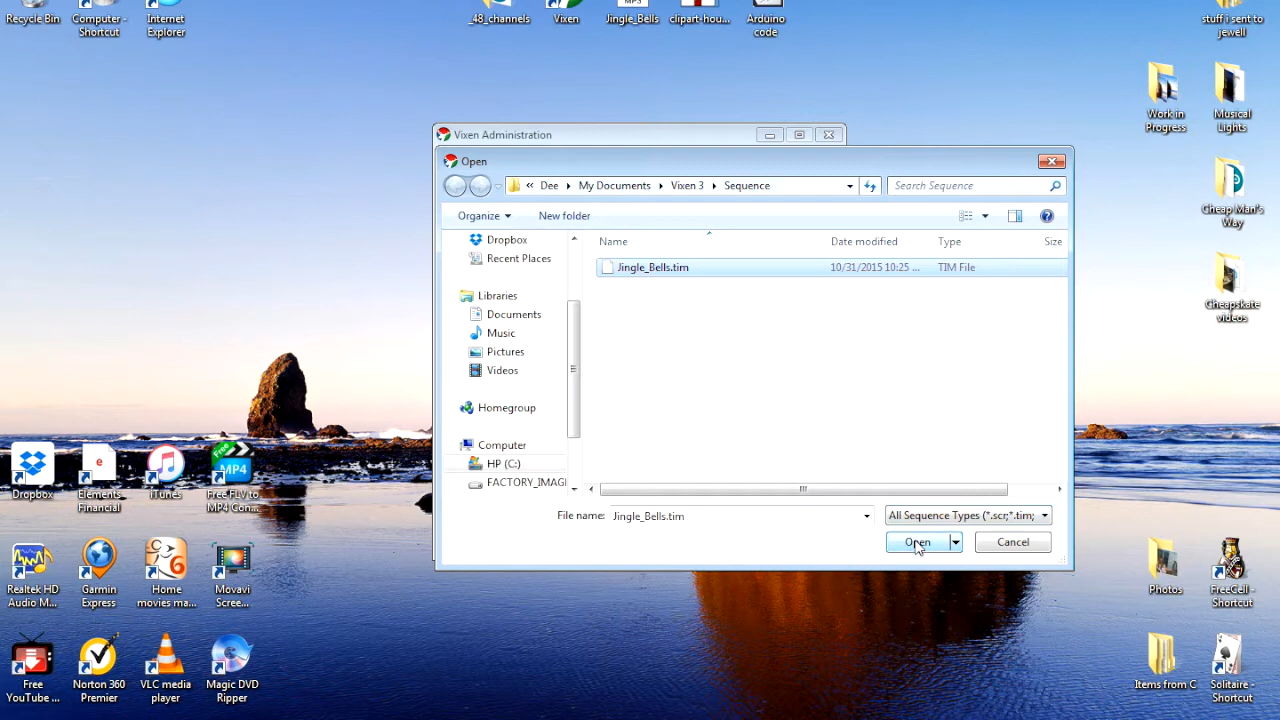 Recycle Bin
Computer -
Shortcut
Internet
Explorer
_48_channels
Vixen
MP3
Jingle_Bells
clipart-hou...
Arduino
code
stuff i sent to
jewell
Work in
Progress
Musical
Lights
Cheap Man's
Way
Cheapskate
videos
Vixen Administration
Open
« Dee My Documents Vixen 3 Sequence
Search Sequence
Organize
New folder
Name
Date modified
Type
Size
Jingle_Bells.tim
10/31/2015 10:25 ...
TIM File
Dropbox
Recent Places
Libraries
Documents
Music
Pictures
Videos
Homegroup
Computer
HP (C:)
FACTORY_IMAG
File name:
Jingle_Bells.tim
All Sequence Types (*.scr;*.tim;
Open
Cancel
Dropbox
Elements
Financial
iTunes
Free
MP4
Free FLV to
MP4 Con...
Realtek HD
Audio M...
Garmin
Express
Home
movies ma...
Movavi
Scree...
Free
YouTube ...
Norton 360
Premier
VLC media
player
Magic DVD
Ripper
Photos
FreeCell -
Shortcut
Items from C
Solitaire -
Shortcut